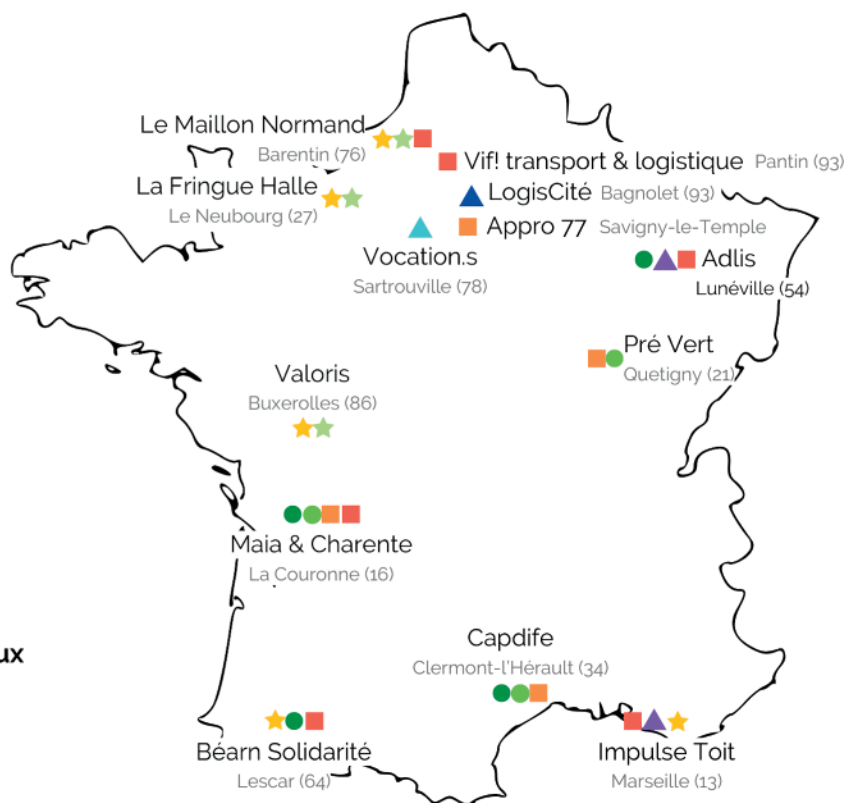 Le Maillon Normand
Barentin (76)
Vif! transport & logistique Pantin (93)
La Fringue Halle
Le Neubourg (27)
LogisCité Bagnolet (93)
Appro 77 Savigny-le-Temple
Vocation.s
Sartrouville (78)
Adlis
Lunéville (54)
Pré Vert
Quetigny (21)
Valoris
Buxerolles (86)
Maia & Charente
La Couronne (16)
ux
Capdife
Clermont-l'Hérault (34)
Béarn Solidarité
Lescar (64)
Impulse Toit
Marseille (13)